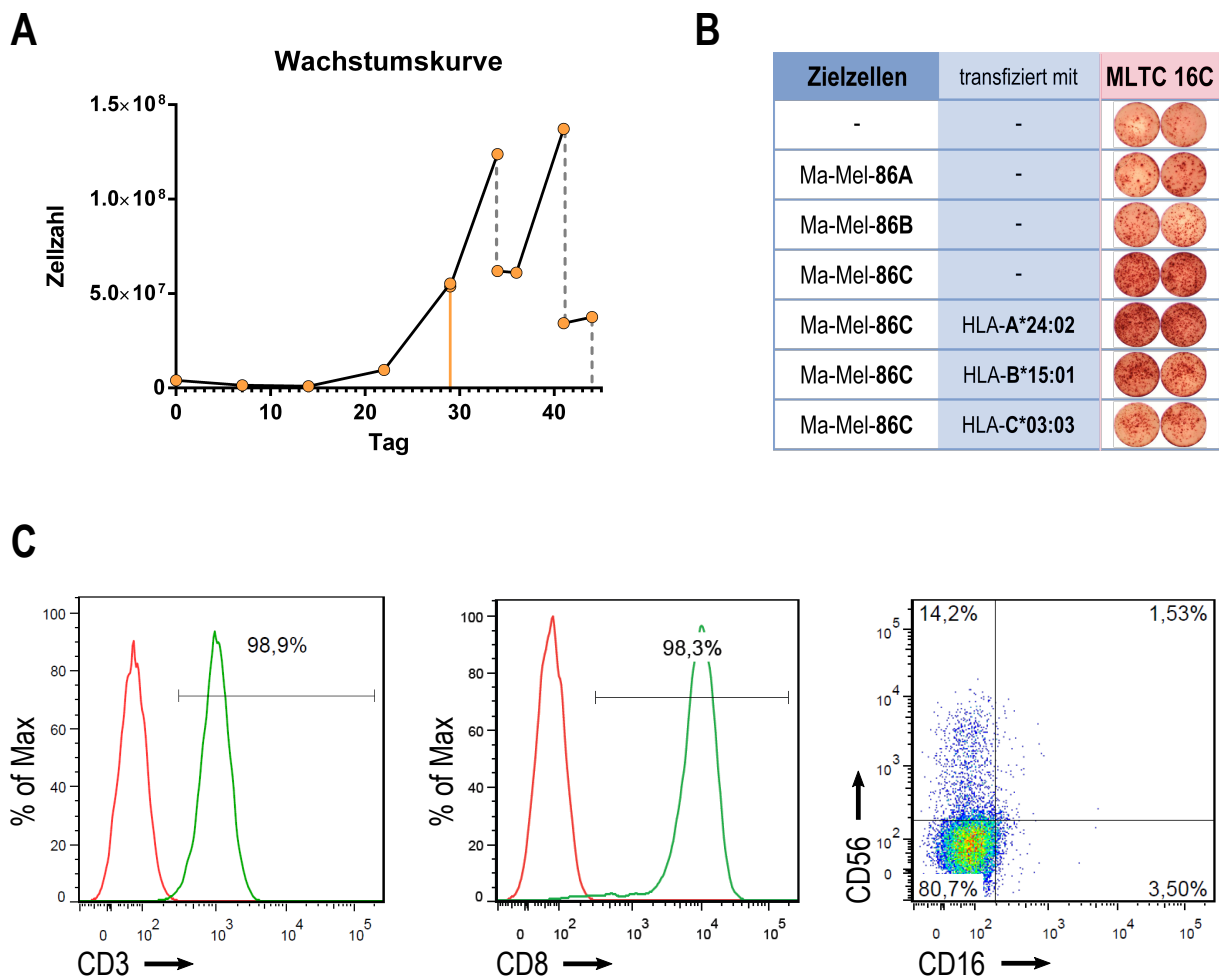 A
Wachstumskurve
1.5×10⁸
1.0×10⁸
5.0×10⁷
0
Zellzahl
0 10 20 30 40
Tag
B
Zielzellen transfiziert mit MLTC 16C
- -
Ma-Mel-86A -
Ma-Mel-86B -
Ma-Mel-86C -
Ma-Mel-86C HLA-A*24:02
Ma-Mel-86C HLA-B*15:01
Ma-Mel-86C HLA-C*03:03
C
100
80
60
40
20
0
% of Max
98,9%
0 10² 10³ 10⁴ 10⁵
CD3
100
80
60
40
20
0
% of Max
98,3%
0 10² 10³ 10⁴ 10⁵
CD8
14,2% 1,53%
10⁵
10⁴
10³
10²
0
CD56
80,7% 3,50%
0 10² 10³ 10⁴ 10⁵
CD16